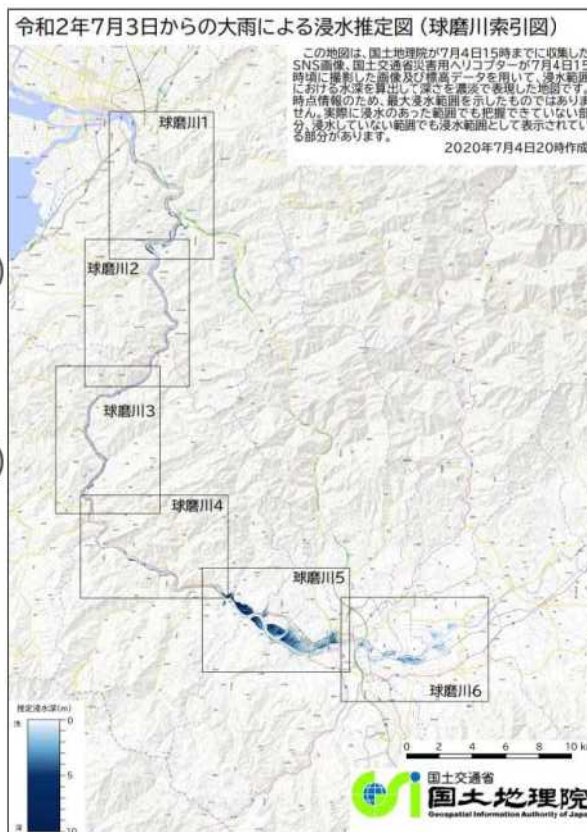 令和2年7月3日からの大雨による浸水推定図（球磨川索引図）
この地図は、国土地理院が7月4日15時までに収集した
SNS画像、国土交通省災害用ヘリコプターが7月4日15
時頃に撮影した画像及び標高データを用いて、浸水範囲
における水深を算出して深さを濃淡で表現した地図です。
時点情報のため、最大浸水範囲を示したものではありま
せん。実際に浸水のあった範囲でも把握できていない部
分、浸水していない範囲でも浸水範囲として表示されてい
る部分があります。
2020年7月4日20時作成
球磨川1
球磨川2
球磨川3
球磨川4
球磨川5
球磨川6
推定浸水深(m)
浅
0
5
深
10
0 2 4 6 8 10 km
国土交通省
国土地理院
Geospatial Information Authority of